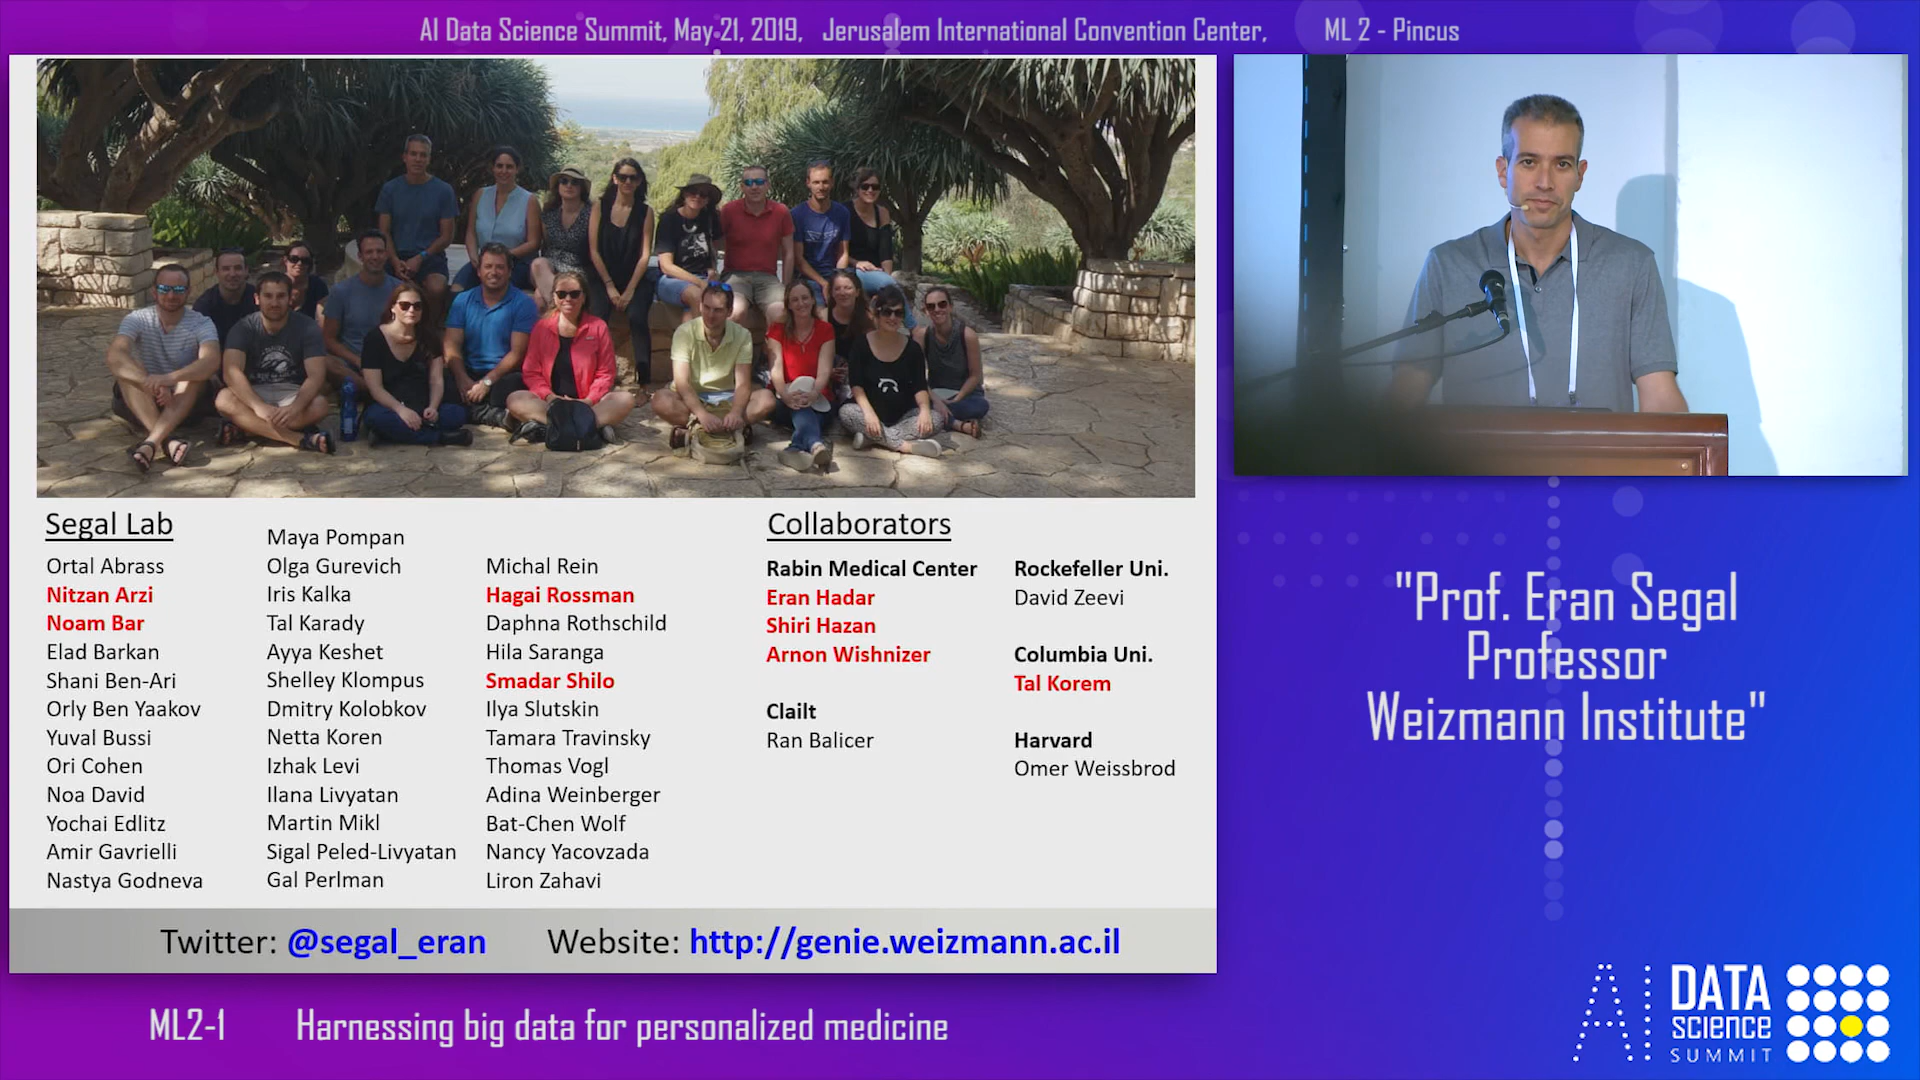 AI Data Science Summit, May 21, 2019, Jerusalem International Convention Center, ML 2 - Pincus
Segal Lab
Ortal Abrass
Nitzan Arzi
Noam Bar
Elad Barkan
Shani Ben-Ari
Orly Ben Yaakov
Yuval Bussi
Ori Cohen
Noa David
Yochai Edlitz
Amir Gavrielli
Nastya Godneva
Maya Pompan
Olga Gurevich
Iris Kalka
Tal Karady
Ayya Keshet
Shelley Klompus
Dmitry Kolobkov
Netta Koren
Izhak Levi
Ilana Livyatan
Martin Mikl
Sigal Peled-Livyatan
Gal Perlman
Michal Rein
Hagai Rossman
Daphna Rothschild
Hila Saranga
Smadar Shilo
Ilya Slutskin
Tamara Travinsky
Thomas Vogl
Adina Weinberger
Bat-Chen Wolf
Nancy Yacovzada
Liron Zahavi
Collaborators
Rabin Medical Center
Eran Hadar
Shiri Hazan
Arnon Wishnizer
Clailt
Ran Balicer
Rockefeller Uni.
David Zeevi
Columbia Uni.
Tal Korem
Harvard
Omer Weissbrod
Twitter: @segal_eran Website: http://genie.weizmann.ac.il
"Prof. Eran Segal
Professor
Weizmann Institute"
ML2-1 Harnessing big data for personalized medicine
AI DATA
SCIENCE
SUMMIT